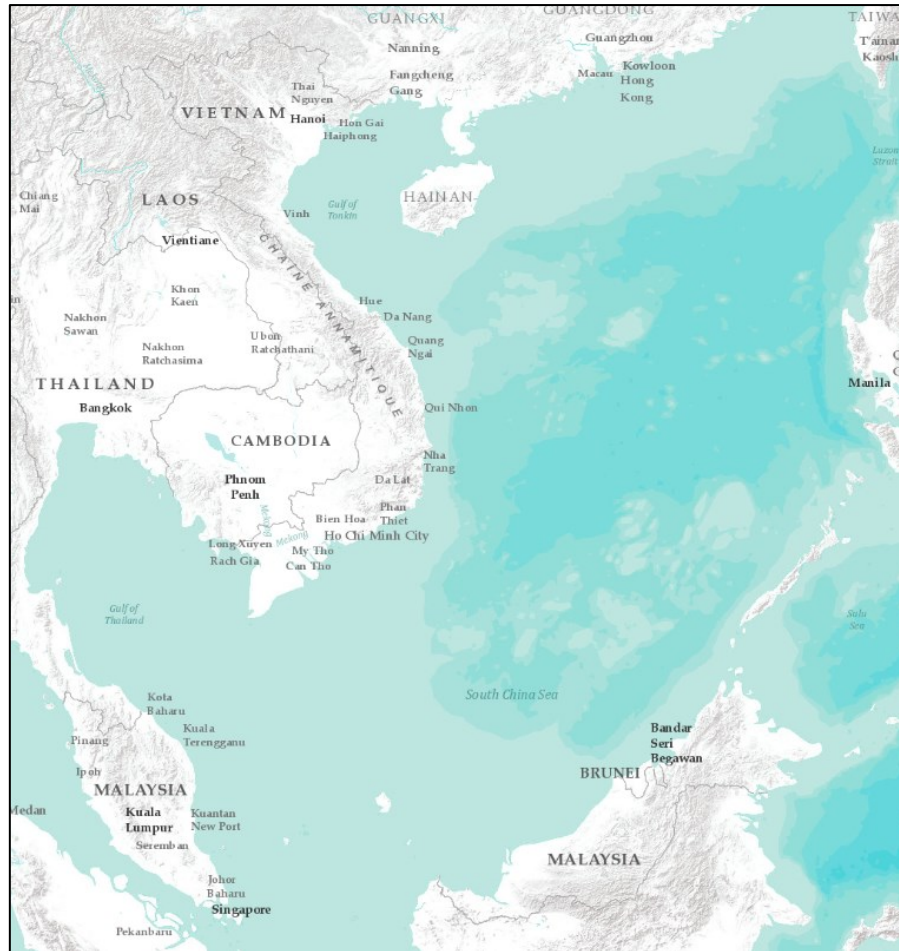 GUANGXI
GUANGDONG
TAIWA
Nanning
Guangzhou
T'ainan
Kaosh
Fangcheng
Gang
Macau
Kowloon
Hong
Kong
Mekong
Thai
Nguyen
VIETNAM
Hanoi
Hon Gai
Haiphong
Luzon
Strait
Chiang
Mai
LAOS
HAINAN
Gulf of
Tonkin
Vinh
Vientiane
CHAÎNE ANNAMITIQUE
Khon
Kaen
Hue
Da Nang
Nakhon
Sawan
Nakhon
Ratchasima
Ubon
Ratchathani
Quang
Ngai
THAILAND
Manila
Bangkok
Qui Nhon
CAMBODIA
Nha
Trang
Phnom
Penh
Da Lat
Mekong
Phan
Thiet
Bien Hoa
Ho Chi Minh City
Long Xuyen
Mekong
My Tho
Rach Gia
Can Tho
Gulf of
Thailand
Sulu
Sea
South China Sea
Kota
Baharu
Kuala
Terengganu
Pinang
Bandar
Seri
Begawan
Ipoh
BRUNEI
MALAYSIA
Medan
Kuala
Lumpur
Kuantan
New Port
Seremban
MALAYSIA
Johor
Baharu
Singapore
Pekanbaru